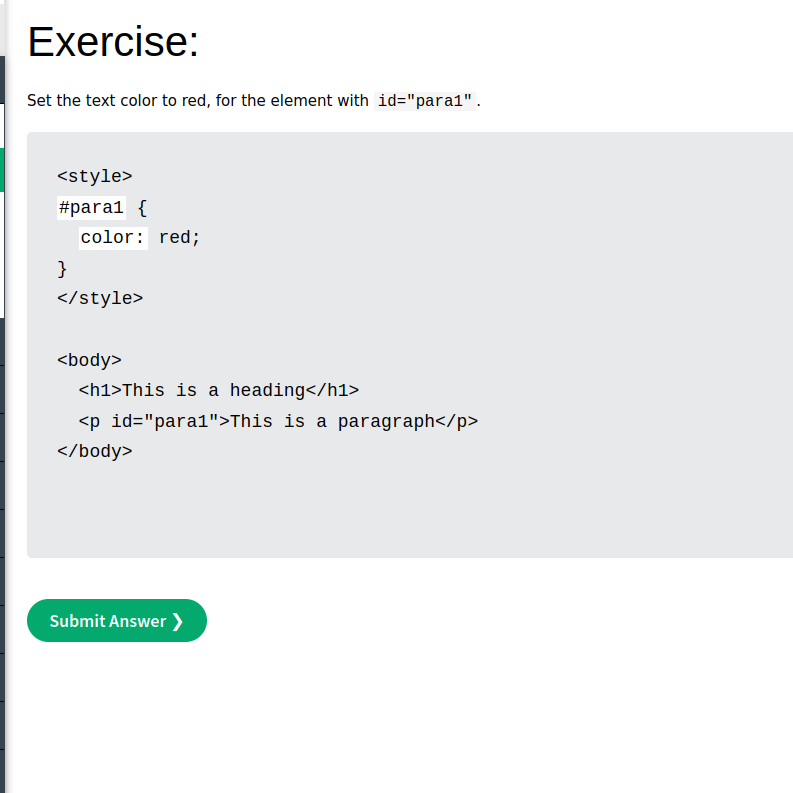 Exercise:
Set the text color to red, for the element with id="para1".
<style>
#para1 {
  color: red;
}
</style>
<body>
  <h1>This is a heading</h1>
  <p id="para1">This is a paragraph</p>
</body>
Submit Answer ❯